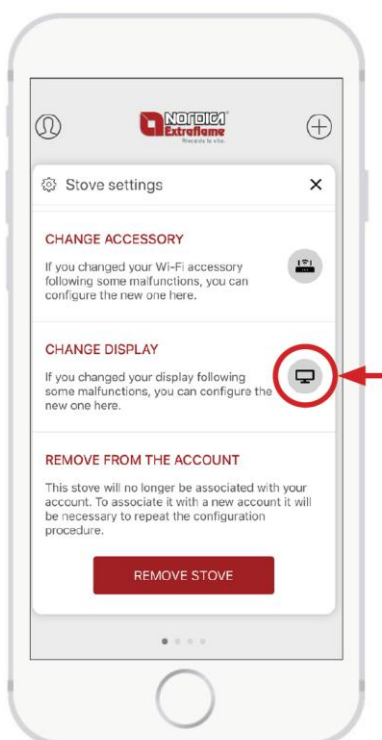 NORDICA
Extraflame
Riscalda la vita.
Stove settings
CHANGE ACCESSORY
If you changed your Wi-Fi accessory
following some malfunctions, you can
configure the new one here.
CHANGE DISPLAY
If you changed your display following
some malfunctions, you can configure the
new one here.
REMOVE FROM THE ACCOUNT
This stove will no longer be associated with your
account. To associate it with a new account it will
be necessary to repeat the configuration
procedure.
REMOVE STOVE